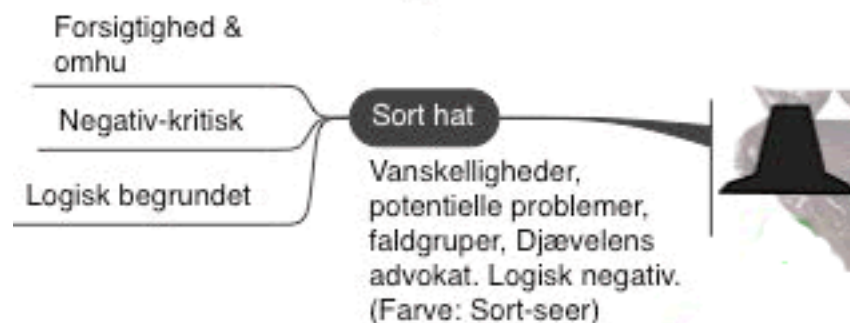 Forsigtighed &
omhu
Negativ-kritisk
Logisk begrundet
Sort hat
Vanskelligheder,
potentielle problemer,
faldgruper, Djævelens
advokat. Logisk negativ.
(Farve: Sort-seer)